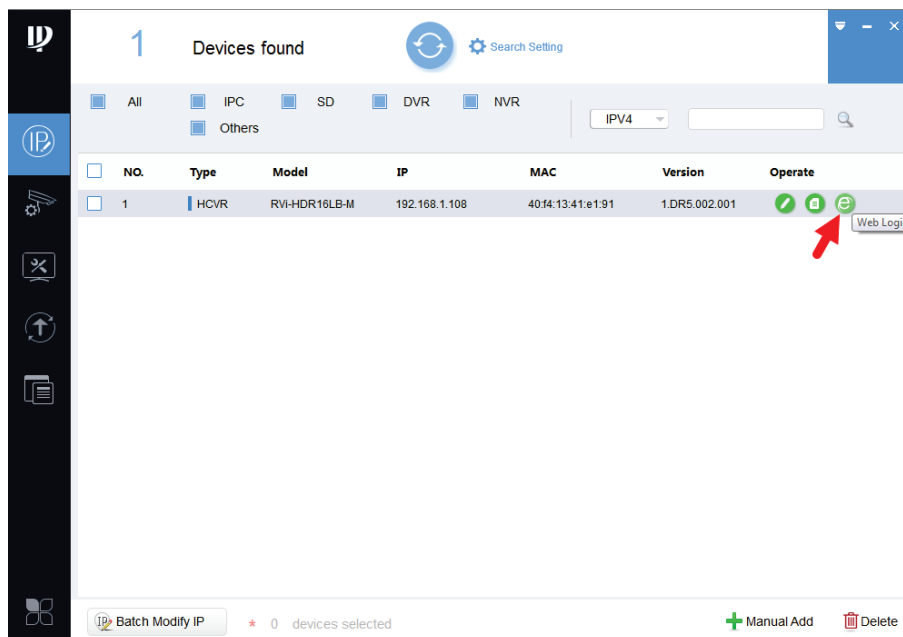 1 Devices found Search Setting
All IPC SD DVR NVR
Others
IPV4
NO. Type Model IP MAC Version Operate
1 HCVR RVi-HDR16LB-M 192.168.1.108 40:f4:13:41:e1:91 1.DR5.002.001
Web Logi
Batch Modify IP * 0 devices selected Manual Add Delete